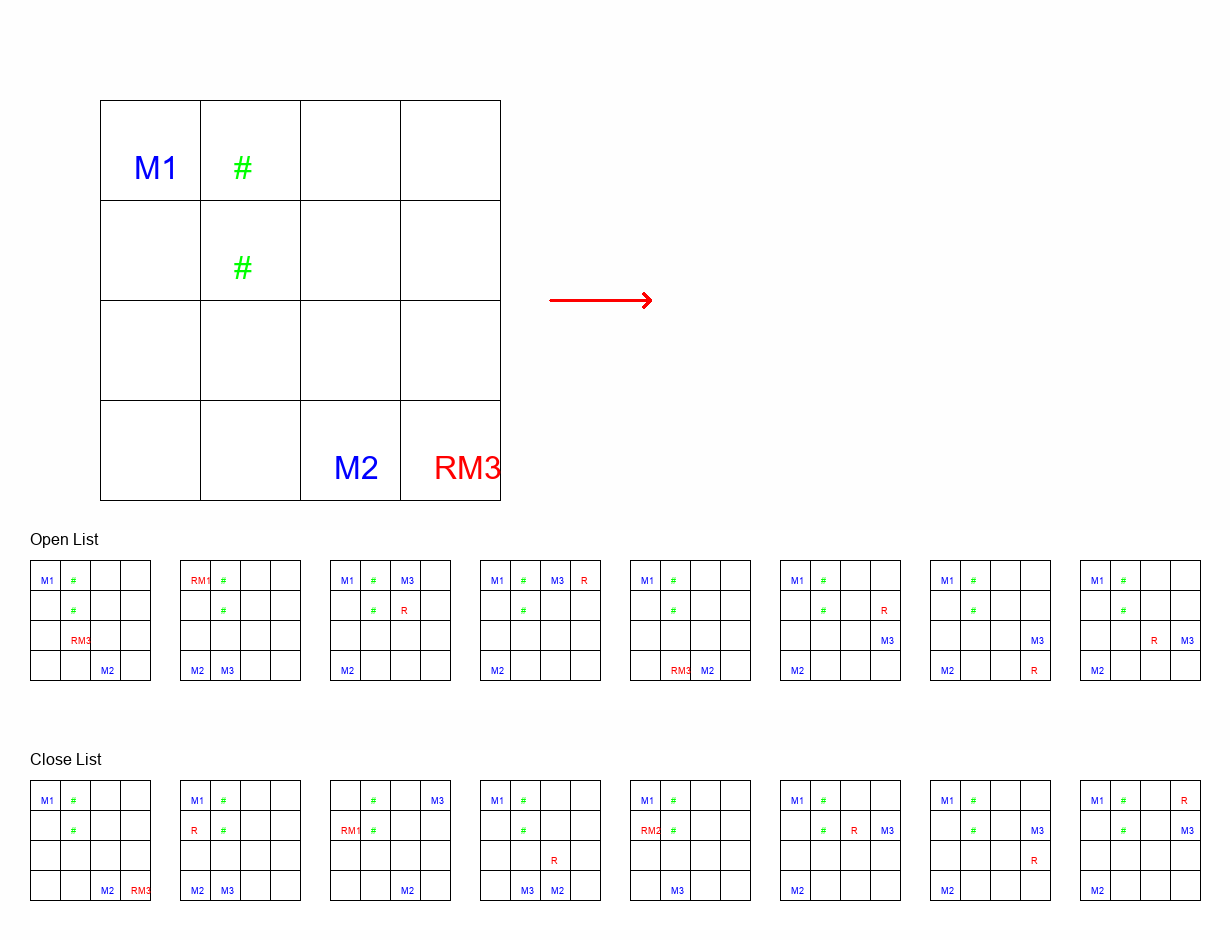 M1 #
#
M2 RM3
Open List
M1 # RM1 # M1 # M3 M1 # M3 R M1 # M1 # M1 # M1 #
# # # R # # # R # #
RM3 M3 M3 R M3
M2 M2 M3 M2 M2 RM3 M2 M2 M2 R M2
Close List
M1 # M1 # # M3 M1 # M1 # M1 # M1 # M1 # R
# R # RM1 # # RM2 # # R M3 # M3 # M3
R R
M2 RM3 M2 M3 M2 M3 M2 M3 M2 M2 M2